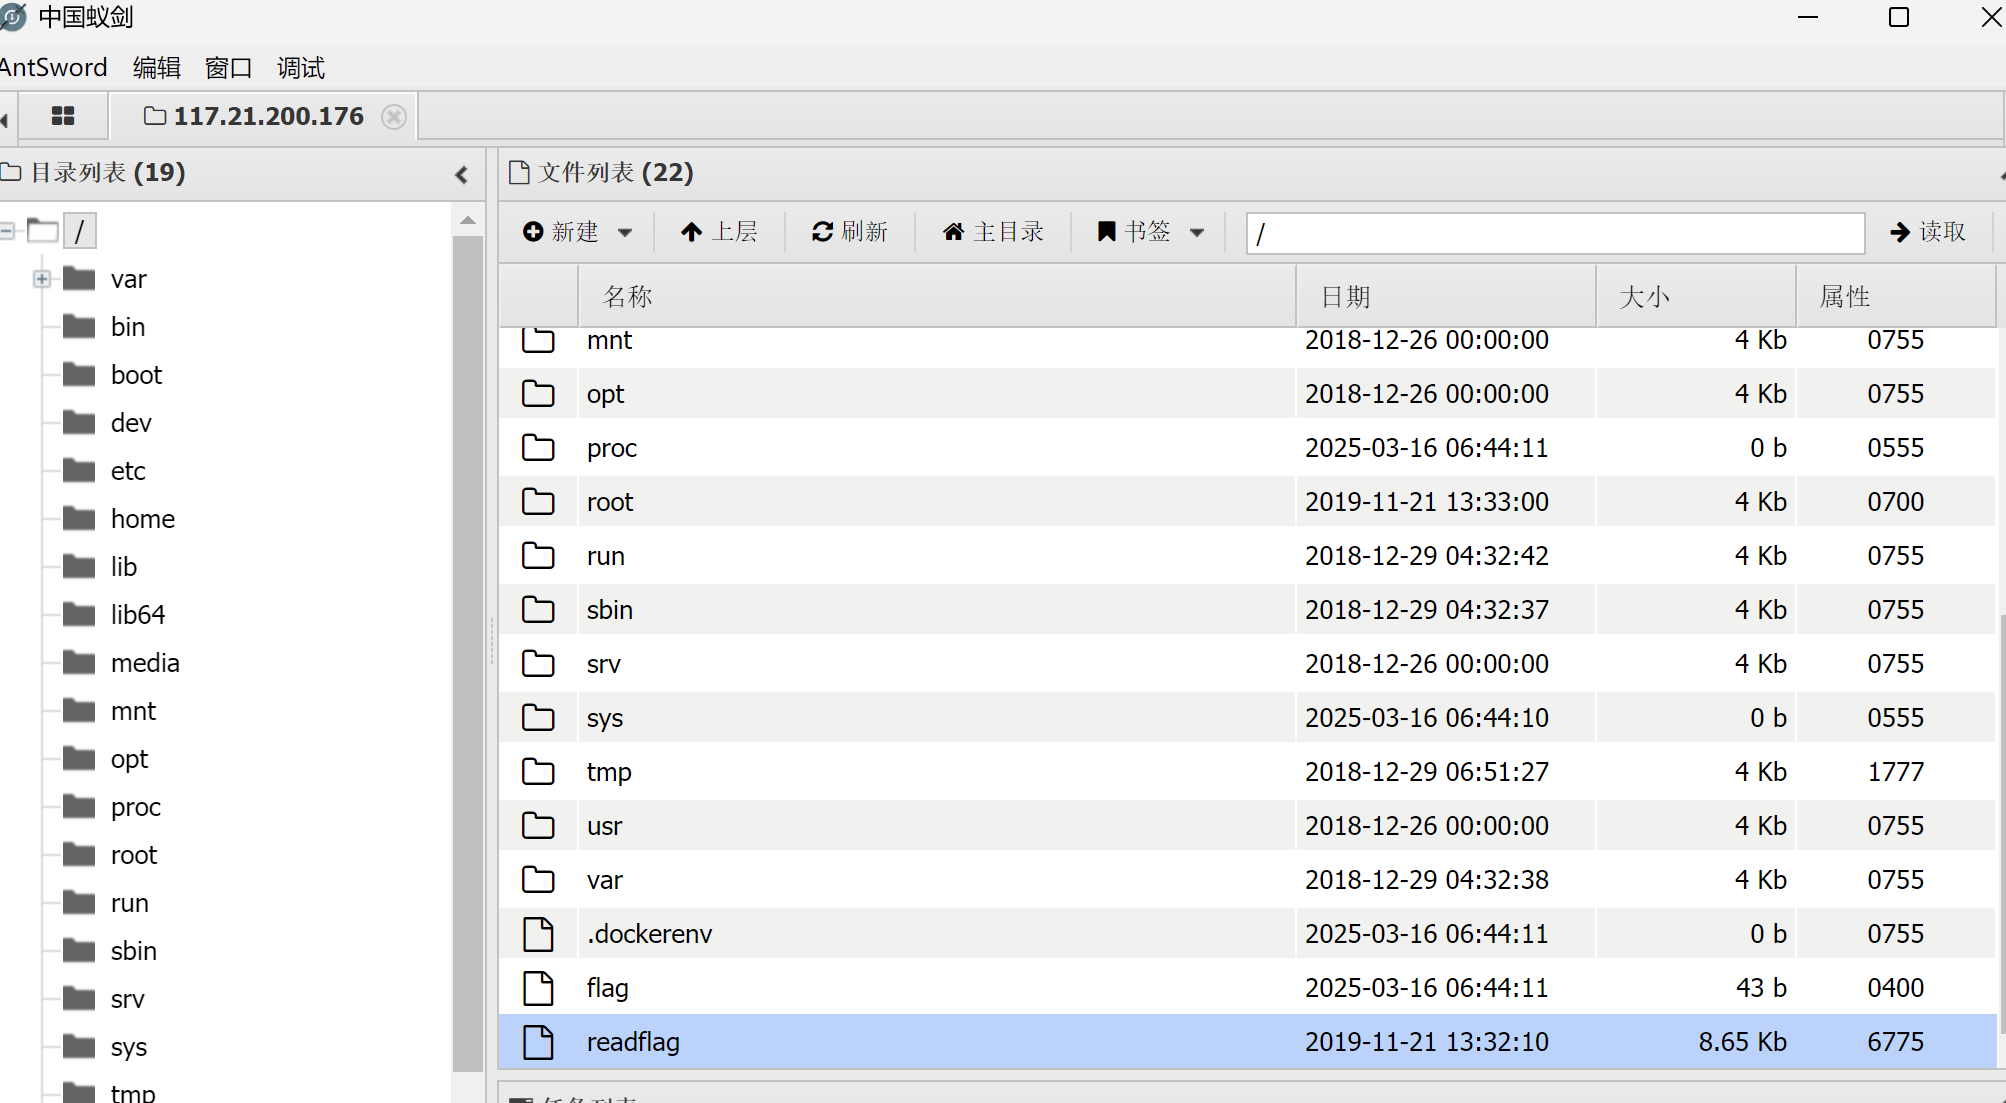 中国蚁剑
AntSword 编辑 窗口 调试
117.21.200.176
目录列表 (19)
/
var
bin
boot
dev
etc
home
lib
lib64
media
mnt
opt
proc
root
run
sbin
srv
sys
tmp
文件列表 (22)
新建 上层 刷新 主目录 书签 / 读取
名称 日期 大小 属性
mnt 2018-12-26 00:00:00 4 Kb 0755
opt 2018-12-26 00:00:00 4 Kb 0755
proc 2025-03-16 06:44:11 0 b 0555
root 2019-11-21 13:33:00 4 Kb 0700
run 2018-12-29 04:32:42 4 Kb 0755
sbin 2018-12-29 04:32:37 4 Kb 0755
srv 2018-12-26 00:00:00 4 Kb 0755
sys 2025-03-16 06:44:10 0 b 0555
tmp 2018-12-29 06:51:27 4 Kb 1777
usr 2018-12-26 00:00:00 4 Kb 0755
var 2018-12-29 04:32:38 4 Kb 0755
.dockerenv 2025-03-16 06:44:11 0 b 0755
flag 2025-03-16 06:44:11 43 b 0400
readflag 2019-11-21 13:32:10 8.65 Kb 6775
任务列表